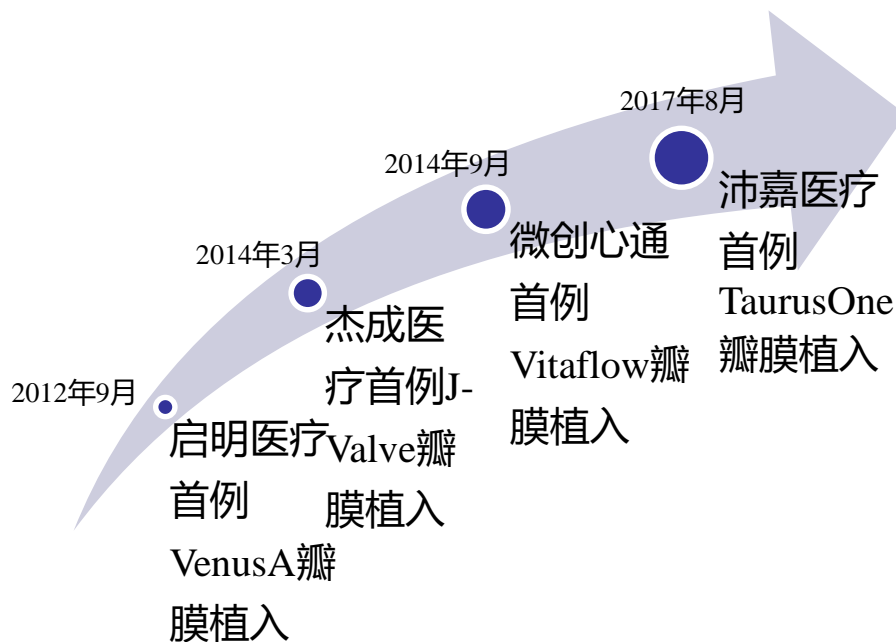 2012年9月
启明医疗
首例
VenusA瓣
膜植入
2014年3月
杰成医
疗首例J-
Valve瓣
膜植入
2014年9月
微创心通
首例
Vitaflow瓣
膜植入
2017年8月
沛嘉医疗
首例
TaurusOne
瓣膜植入